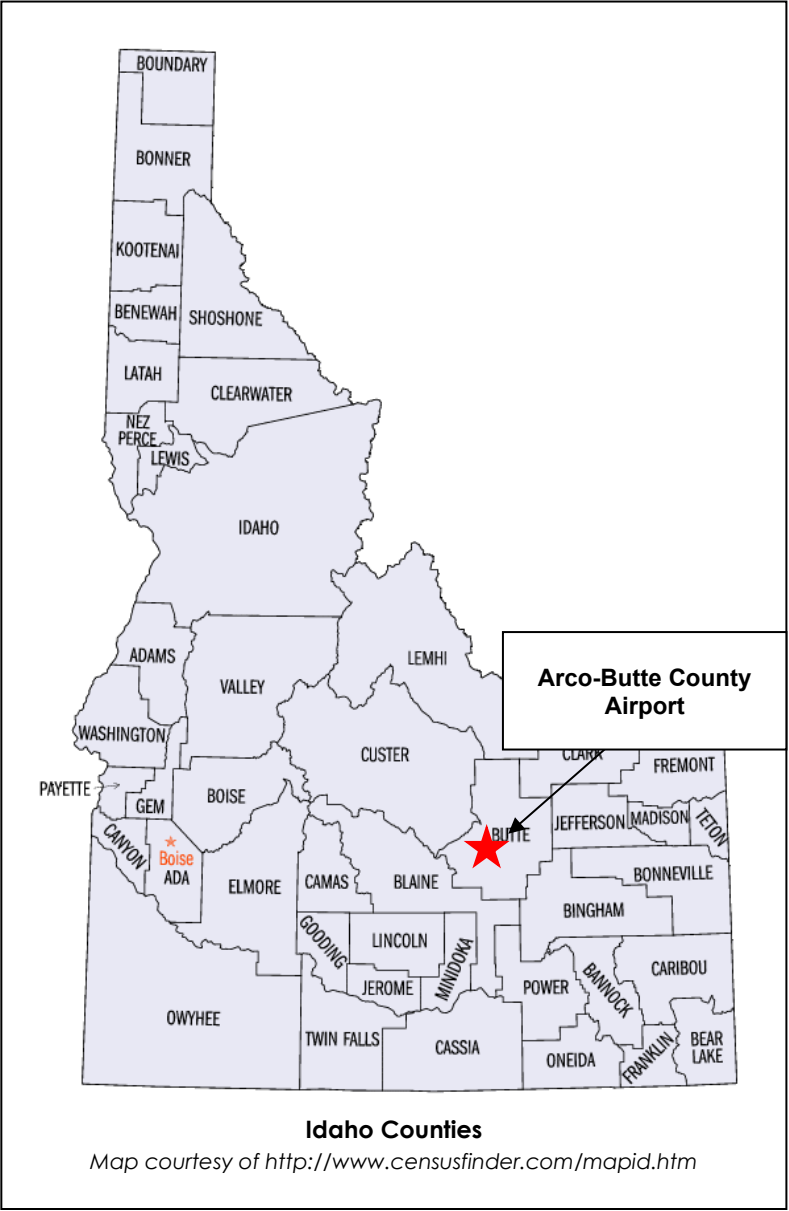 BOUNDARY
BONNER
KOOTENAI
BENEWAH
SHOSHONE
LATAH
CLEARWATER
NEZ
PERCE
LEWIS
IDAHO
ADAMS
VALLEY
LEMHI
Arco-Butte County
Airport
WASHINGTON
CUSTER
CLARK
FREMONT
PAYETTE
GEM
BOISE
BUTTE
JEFFERSON
MADISON
TETON
CANYON
Boise
ADA
ELMORE
CAMAS
BLAINE
BONNEVILLE
BINGHAM
GOODING
LINCOLN
MINIDOKA
JEROME
POWER
BANNOCK
CARIBOU
OWYHEE
TWIN FALLS
CASSIA
ONEIDA
FRANKLIN
BEAR
LAKE
Idaho Counties
Map courtesy of http://www.censusfinder.com/mapid.htm